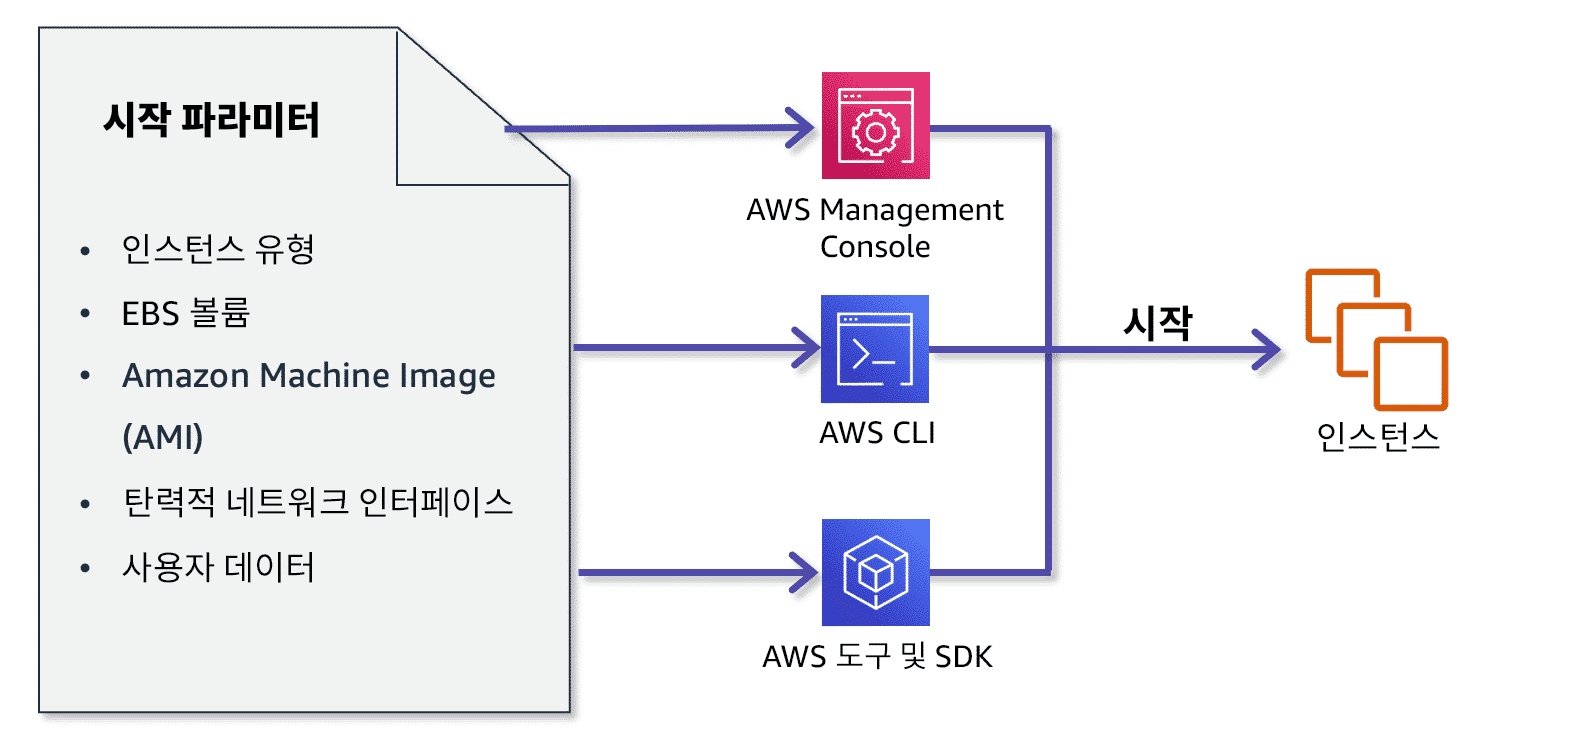 시작 파라미터
• 인스턴스 유형
• EBS 볼륨
• Amazon Machine Image
(AMI)
• 탄력적 네트워크 인터페이스
• 사용자 데이터
AWS Management
Console
AWS CLI
AWS 도구 및 SDK
시작
인스턴스